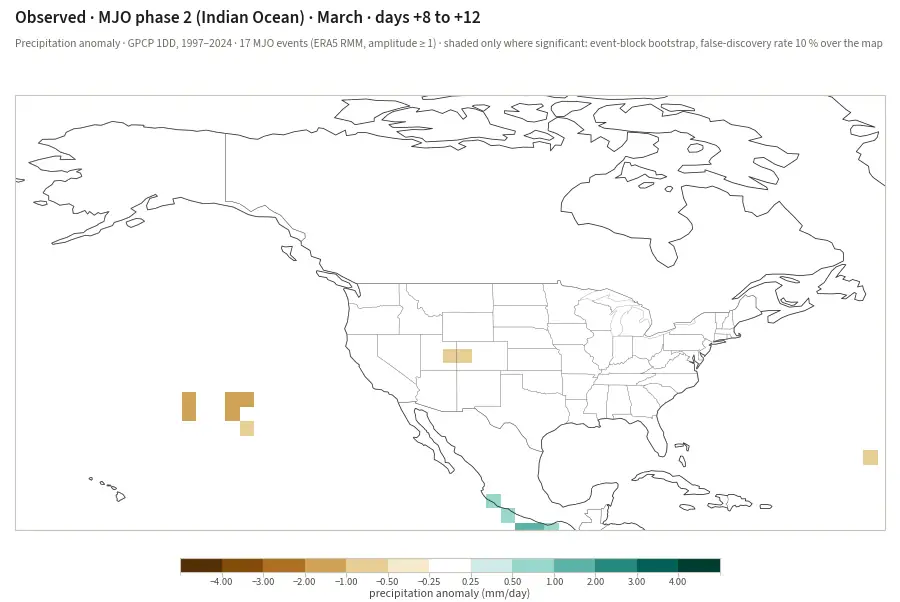 Observed · MJO phase 2 (Indian Ocean) · March · days +8 to +12
Precipitation anomaly · GPCP 1DD, 1997–2024 · 17 MJO events (ERA5 RMM, amplitude ≥ 1) · shaded only where significant: event-block bootstrap, false-discovery rate 10 % over the map
−4.00 −3.00 −2.00 −1.00 −0.50 −0.25 0.25 0.50 1.00 2.00 3.00 4.00
precipitation anomaly (mm/day)